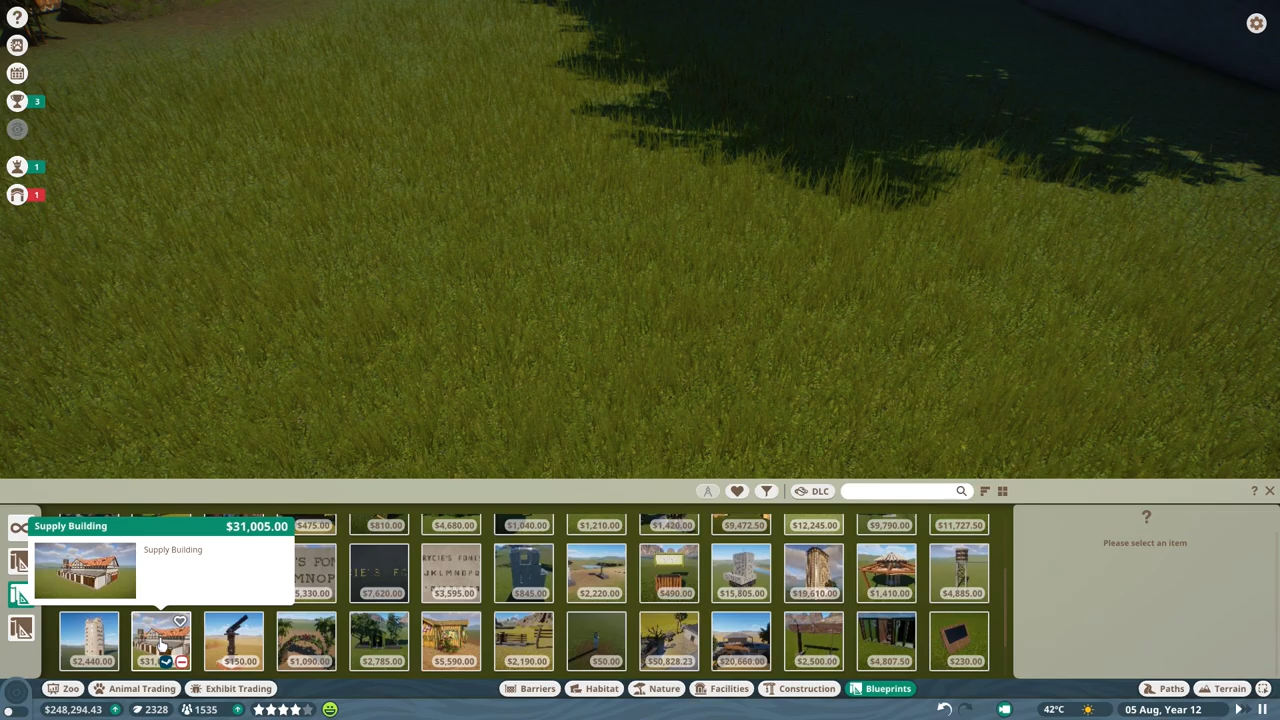 ?
3
1
1
DLC
? ×
Supply Building $31,005.00
Supply Building
$475.00 $810.00 $4,680.00 $1,040.00 $1,210.00 $1,420.00 $9,472.50 $12,245.00 $9,790.00 $11,727.50
?
Please select an item
5,330.00 $7,620.00 $3,595.00 $845.00 $2,220.00 $490.00 $15,805.00 $19,610.00 $1,410.00 $4,885.00
$2,440.00 $31, $150.00 $1,090.00 $2,785.00 $5,590.00 $2,190.00 $50.00 $50,828.23 $20,660.00 $2,500.00 $4,807.50 $230.00
Zoo Animal Trading Exhibit Trading Barriers Habitat Nature Facilities Construction Blueprints Paths Terrain
$248,294.43 2328 1535 42°C 05 Aug, Year 12